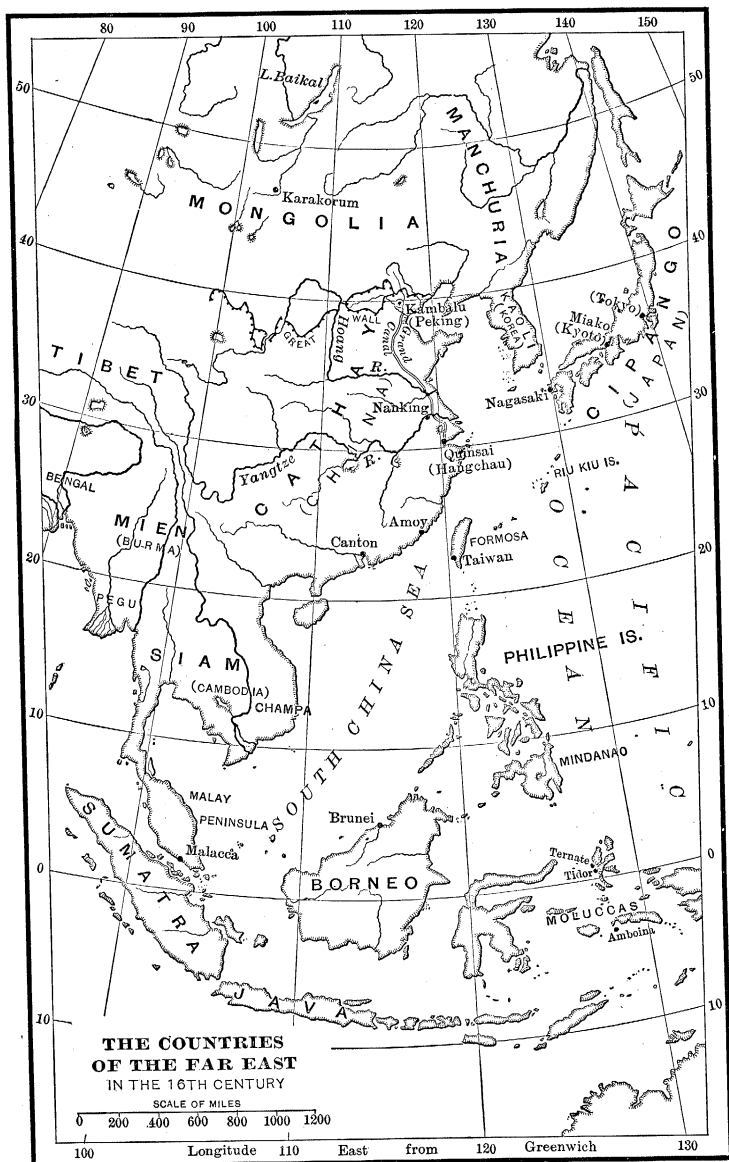 80 90 100 110 120 130 140 150
50
50
L. Baikal
MANCHURIA
Karakorum
MONGOLIA
40
40
CIPANGO
(JAPAN)
(Tokyo)
Miako
(Kyoto)
Kambalu
(Peking)
KAOLI
KOREA
GREAT WALL
Hoang R.
Grand Canal
CATHAY
CHINA
TIBET
30
30
Nanking
Nagasaki
Quinsai
(Hangchau)
Yangtze R.
RIU KIU IS.
BENGAL
MIEN
(BURMA)
Amoy
Canton
FORMOSA
Taiwan
20
20
PEGU
PACIFIC
OCEAN
SOUTH CHINA SEA
SIAM
(CAMBODIA)
CHAMPA
PHILIPPINE IS.
10
10
MINDANAO
MALAY
PENINSULA
Malacca
SUMATRA
Brunei
BORNEO
Ternate
Tidor
0
0
MOLUCCAS
Amboina
JAVA
10
10
THE COUNTRIES
OF THE FAR EAST
IN THE 16TH CENTURY
SCALE OF MILES
0 200 400 600 800 1000 1200
100 Longitude 110 East from 120 Greenwich 130